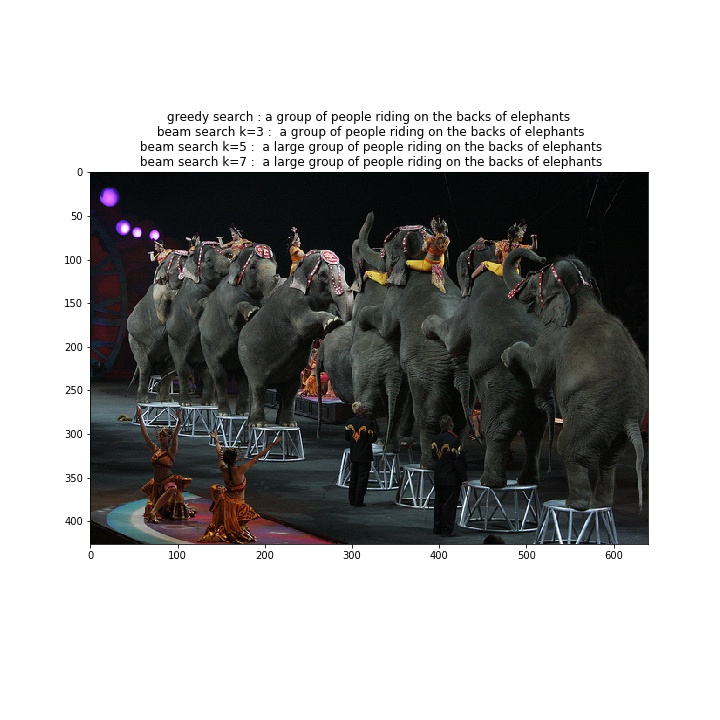 greedy search : a group of people riding on the backs of elephants
beam search k=3 :  a group of people riding on the backs of elephants
beam search k=5 :  a large group of people riding on the backs of elephants
beam search k=7 :  a large group of people riding on the backs of elephants
0
50
100
150
200
250
300
350
400
0 100 200 300 400 500 600